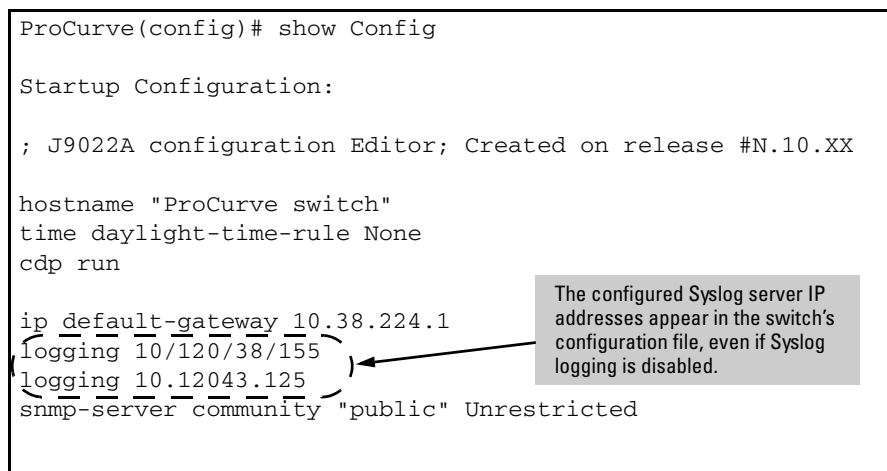 ProCurve(config)# show Config
Startup Configuration:
; J9022A configuration Editor; Created on release #N.10.XX
hostname "ProCurve switch"
time daylight-time-rule None
cdp run
ip default-gateway 10.38.224.1
logging 10/120/38/155
logging 10.12043.125
snmp-server community "public" Unrestricted
The configured Syslog server IP
addresses appear in the switch's
configuration file, even if Syslog
logging is disabled.